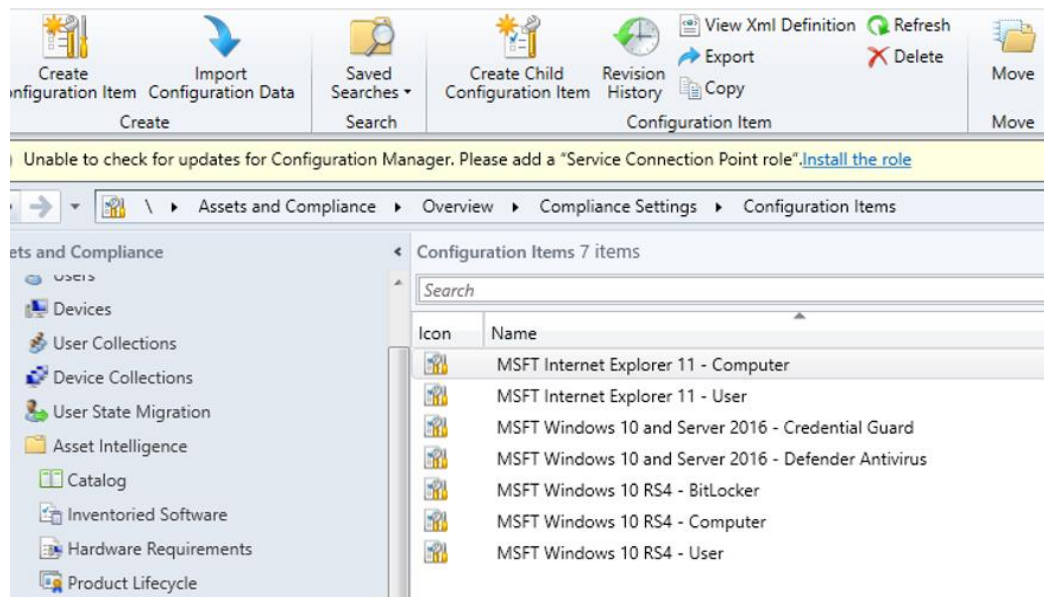 Create
onfiguration Item
Import
Configuration Data
Saved
Searches
Create Child
Configuration Item
Revision
History
View Xml Definition
Export
Copy
Refresh
Delete
Move
Create
Search
Configuration Item
Move
Unable to check for updates for Configuration Manager. Please add a "Service Connection Point role".Install the role
\ Assets and Compliance Overview Compliance Settings Configuration Items
ets and Compliance
Users
Devices
User Collections
Device Collections
User State Migration
Asset Intelligence
Catalog
Inventoried Software
Hardware Requirements
Product Lifecycle
Configuration Items 7 items
Search
Icon Name
MSFT Internet Explorer 11 - Computer
MSFT Internet Explorer 11 - User
MSFT Windows 10 and Server 2016 - Credential Guard
MSFT Windows 10 and Server 2016 - Defender Antivirus
MSFT Windows 10 RS4 - BitLocker
MSFT Windows 10 RS4 - Computer
MSFT Windows 10 RS4 - User